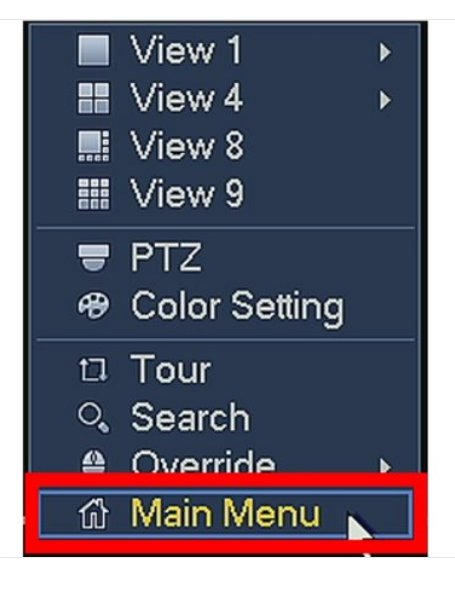 View 1
View 4
View 8
View 9
PTZ
Color Setting
Tour
Search
Override
Main Menu